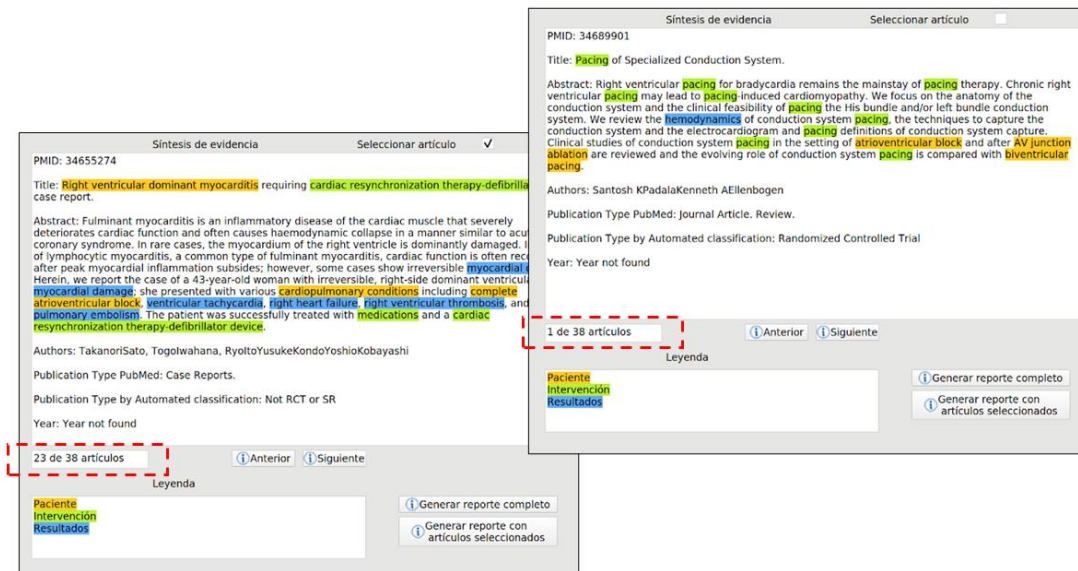 Síntesis de evidencia Seleccionar artículo
PMID: 34689901
Title: Pacing of Specialized Conduction System.
Abstract: Right ventricular pacing for bradycardia remains the mainstay of pacing therapy. Chronic right
ventricular pacing may lead to pacing-induced cardiomyopathy. We focus on the anatomy of the
conduction system and the clinical feasibility of pacing the His bundle and/or left bundle conduction
system. We review the hemodynamics of conduction system pacing, the techniques to capture the
conduction system and the electrocardiogram and pacing definitions of conduction system capture.
Clinical studies of conduction system pacing in the setting of atrioventricular block and after AV junction
ablation are reviewed and the evolving role of conduction system pacing is compared with biventricular
pacing.
Authors: Santosh KPadalaKenneth AEllenbogen
Publication Type PubMed: Journal Article. Review.
Publication Type by Automated classification: Randomized Controlled Trial
Year: Year not found
1 de 38 artículos Anterior Siguiente
Leyenda
Paciente
Intervención
Resultados
Generar reporte completo
Generar reporte con
artículos seleccionados
Síntesis de evidencia Seleccionar artículo ✓
PMID: 34655274
Title: Right ventricular dominant myocarditis requiring cardiac resynchronization therapy-defibrilla
case report.
Abstract: Fulminant myocarditis is an inflammatory disease of the cardiac muscle that severely
deteriorates cardiac function and often causes haemodynamic collapse in a manner similar to acu
coronary syndrome. In rare cases, the myocardium of the right ventricle is dominantly damaged. I
of lymphocytic myocarditis, a common type of fulminant myocarditis, cardiac function is often rec
after peak myocardial inflammation subsides; however, some cases show irreversible myocardial
Herein, we report the case of a 43-year-old woman with irreversible, right-side dominant ventricul
myocardial damage; she presented with various cardiopulmonary conditions including complete
atrioventricular block, ventricular tachycardia, right heart failure, right ventricular thrombosis, and
pulmonary embolism. The patient was successfully treated with medications and a cardiac
resynchronization therapy-defibrillator device.
Authors: TakanoriSato, TogoIwahana, RyoItoYusukeKondoYoshioKobayashi
Publication Type PubMed: Case Reports.
Publication Type by Automated classification: Not RCT or SR
Year: Year not found
23 de 38 artículos Anterior Siguiente
Leyenda
Paciente
Intervención
Resultados
Generar reporte completo
Generar reporte con
artículos seleccionados